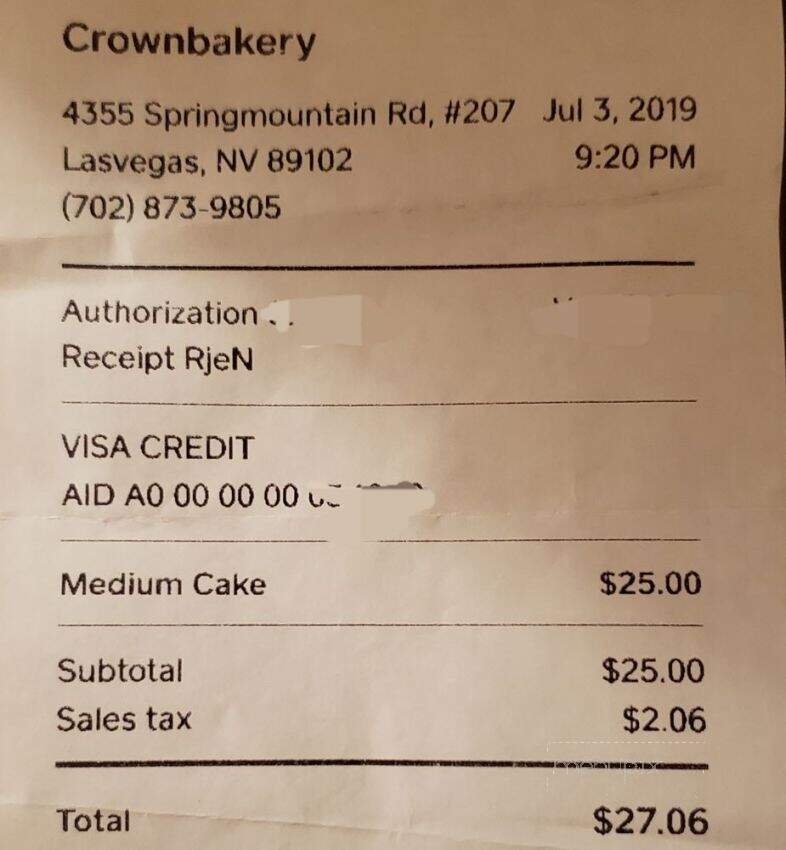 Crownbakery
4355 Springmountain Rd, #207 Jul 3, 2019
Lasvegas, NV 89102 9:20 PM
(702) 873-9805
Authorization
Receipt RjeN
VISA CREDIT
AID A0 00 00 00
Medium Cake $25.00
Subtotal $25.00
Sales tax $2.06
Total $27.06